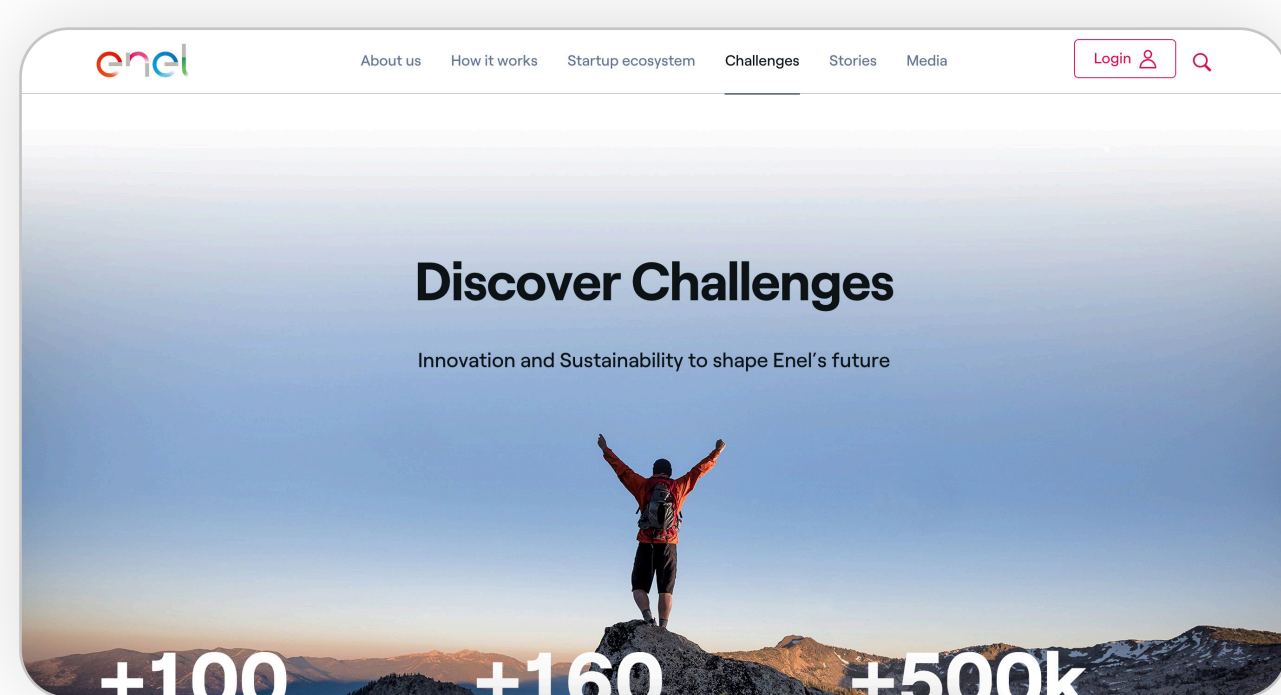 enel
About us How it works Startup ecosystem Challenges Stories Media Login
Discover Challenges
Innovation and Sustainability to shape Enel's future
+100 +160 +500k